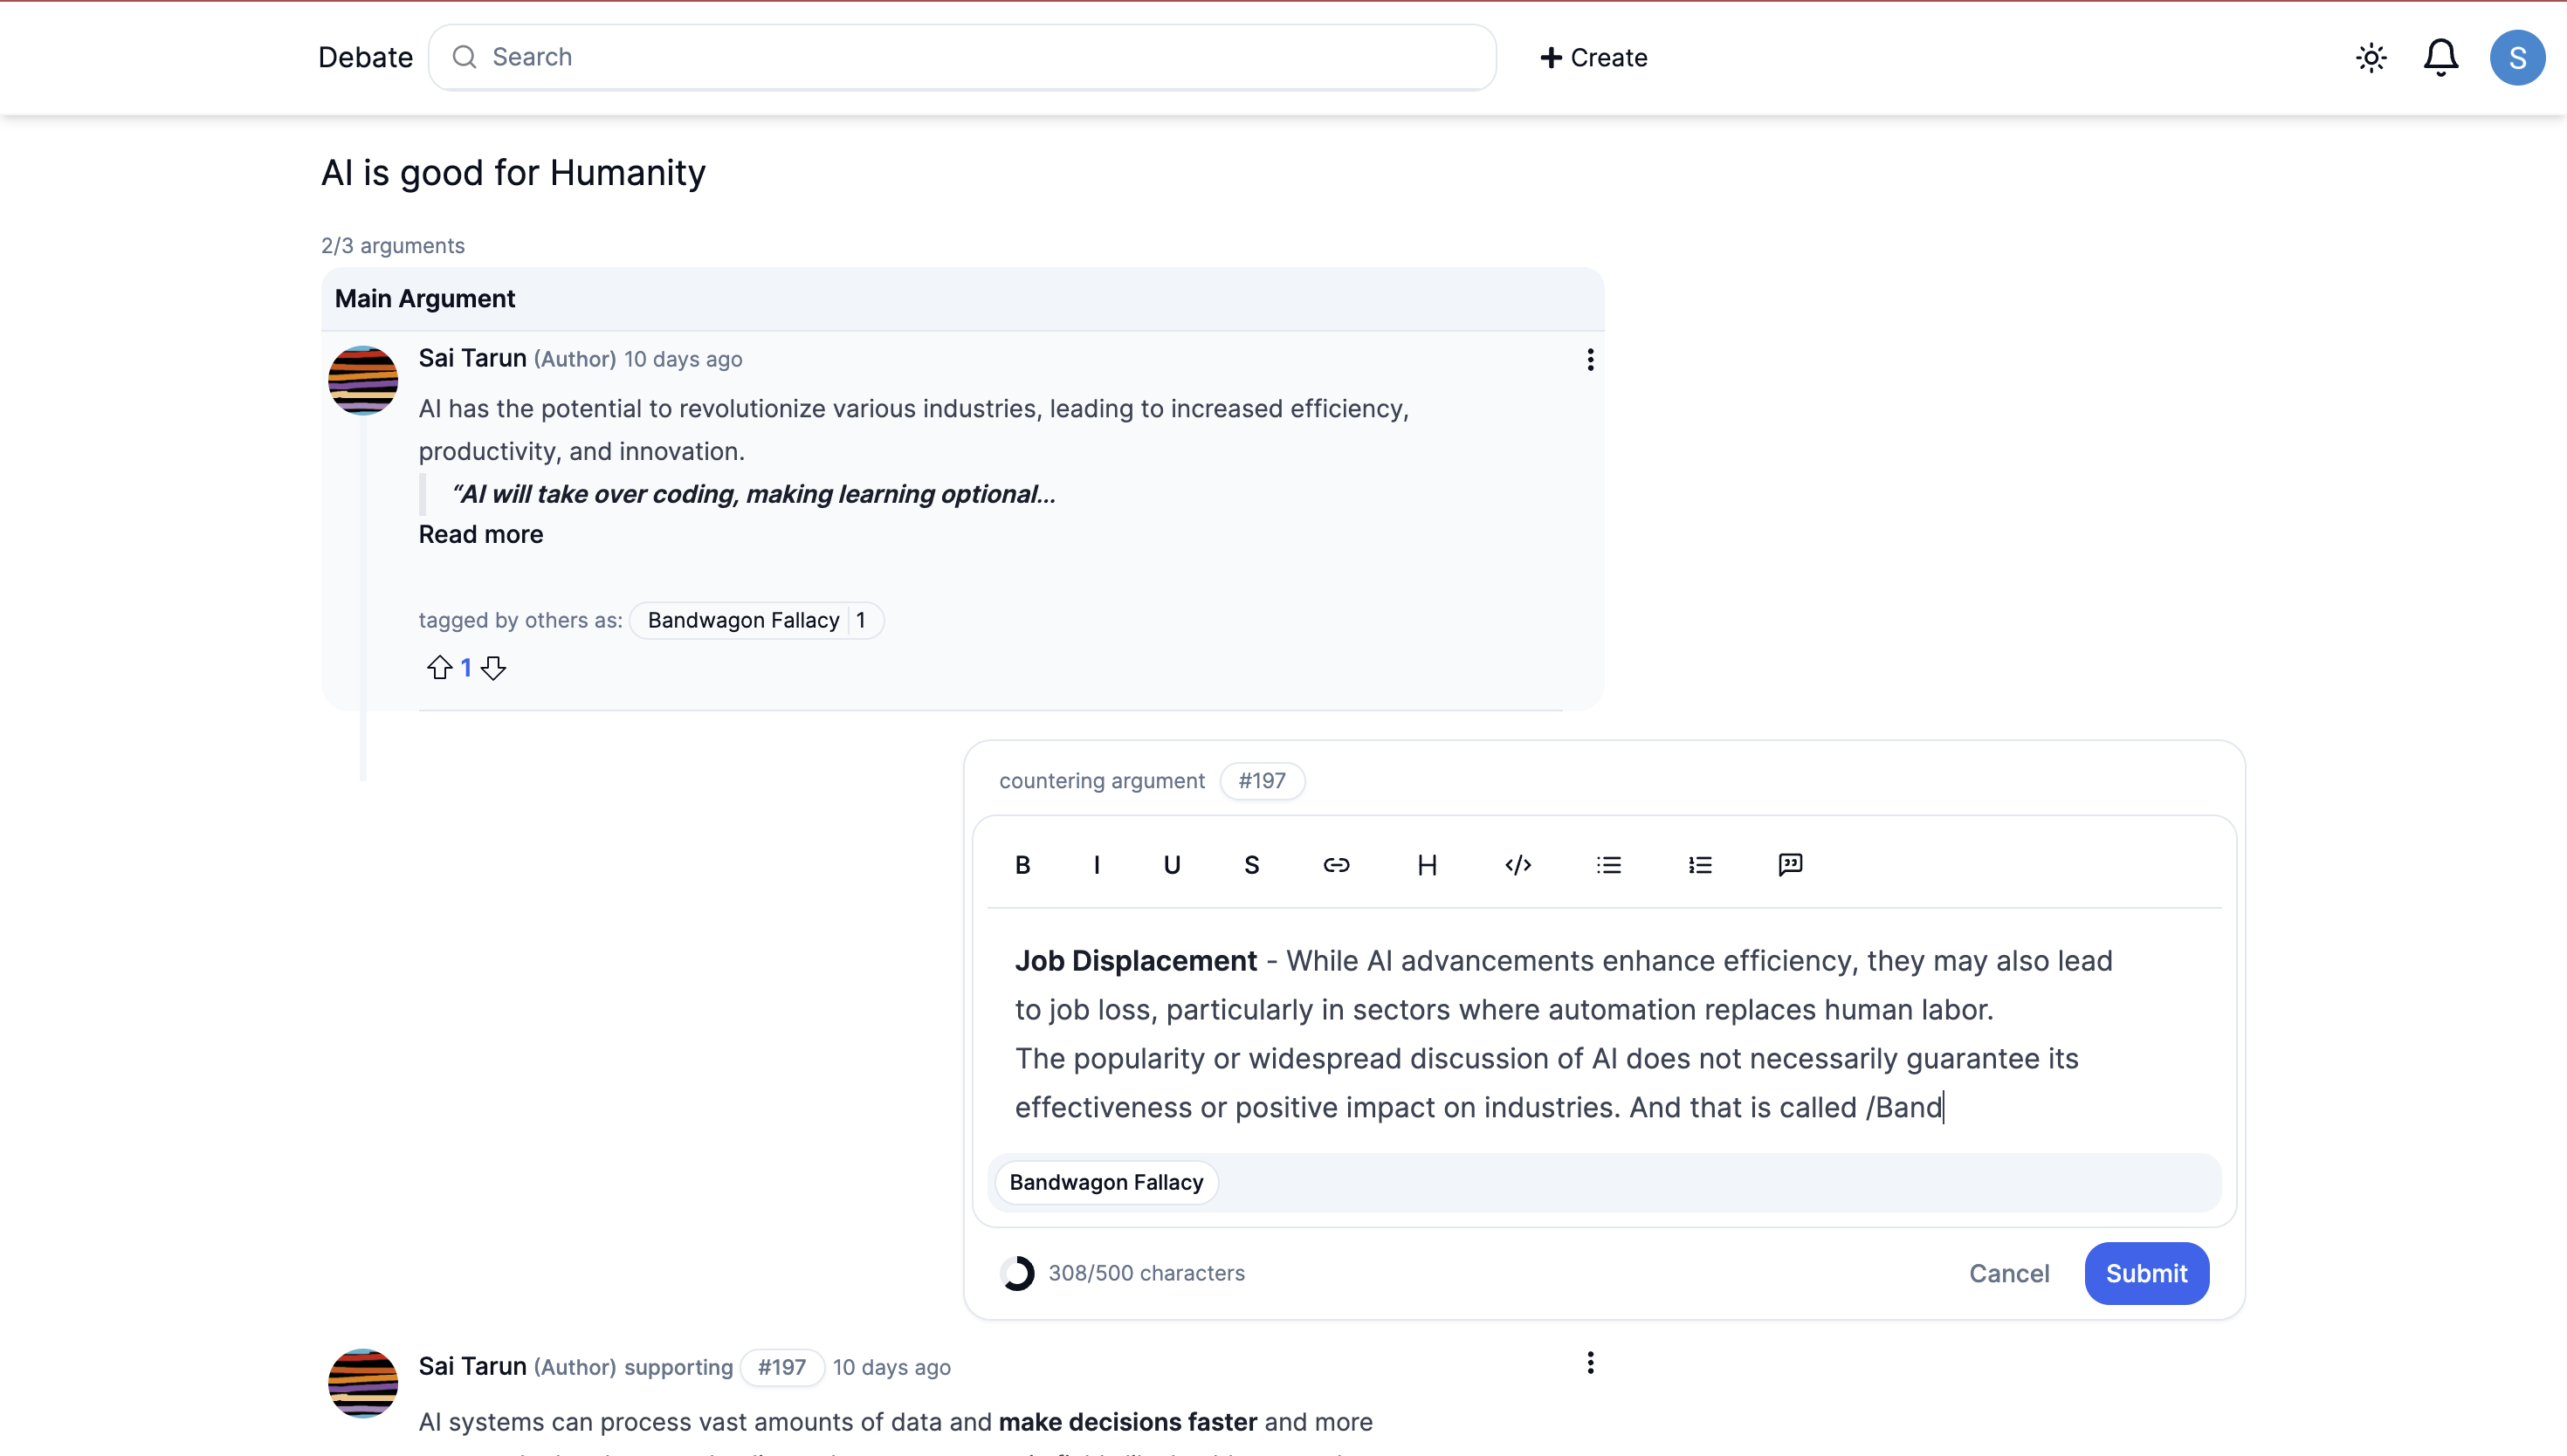 Debate Search + Create S
AI is good for Humanity
2/3 arguments
Main Argument
Sai Tarun (Author) 10 days ago
AI has the potential to revolutionize various industries, leading to increased efficiency,
productivity, and innovation.
“AI will take over coding, making learning optional...
Read more
tagged by others as: Bandwagon Fallacy 1
1
countering argument #197
B I U S H </>
Job Displacement - While AI advancements enhance efficiency, they may also lead
to job loss, particularly in sectors where automation replaces human labor.
The popularity or widespread discussion of AI does not necessarily guarantee its
effectiveness or positive impact on industries. And that is called /Band
Bandwagon Fallacy
308/500 characters Cancel Submit
Sai Tarun (Author) supporting #197 10 days ago
AI systems can process vast amounts of data and make decisions faster and more